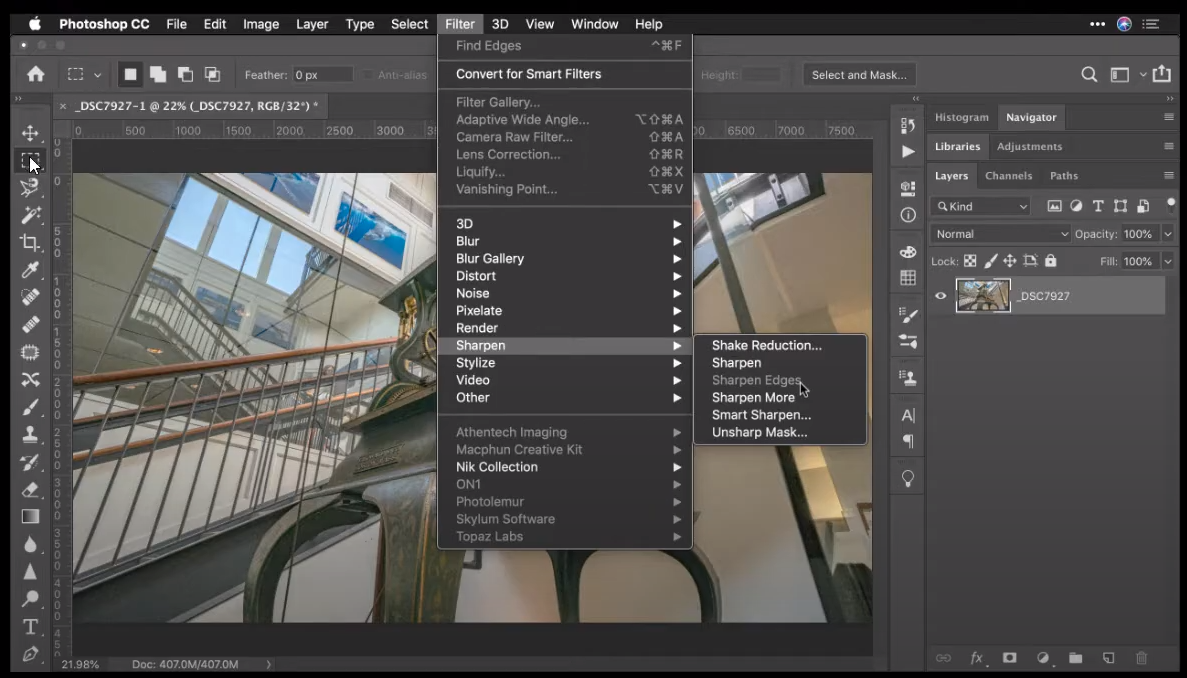 Photoshop CC File Edit Image Layer Type Select Filter 3D View Window Help
Feather: 0 px Anti-alias Height: Select and Mask...
_DSC7927-1 @ 22% (_DSC7927, RGB/32*) *
0 500 1000 1500 2000 2500 3000 6500 7000 7500
Find Edges ^⌘F
Convert for Smart Filters
Filter Gallery...
Adaptive Wide Angle... ⌥⇧⌘A
Camera Raw Filter... ⇧⌘A
Lens Correction... ⇧⌘R
Liquify... ⇧⌘X
Vanishing Point... ⌥⌘V
3D
Blur
Blur Gallery
Distort
Noise
Pixelate
Render
Sharpen
Stylize
Video
Other
Athentech Imaging
Macphun Creative Kit
Nik Collection
ON1
Photolemur
Skylum Software
Topaz Labs
Shake Reduction...
Sharpen
Sharpen Edges
Sharpen More
Smart Sharpen...
Unsharp Mask...
Histogram Navigator
Libraries Adjustments
Layers Channels Paths
Kind
Normal Opacity: 100%
Lock: Fill: 100%
_DSC7927
21.98% Doc: 407.0M/407.0M